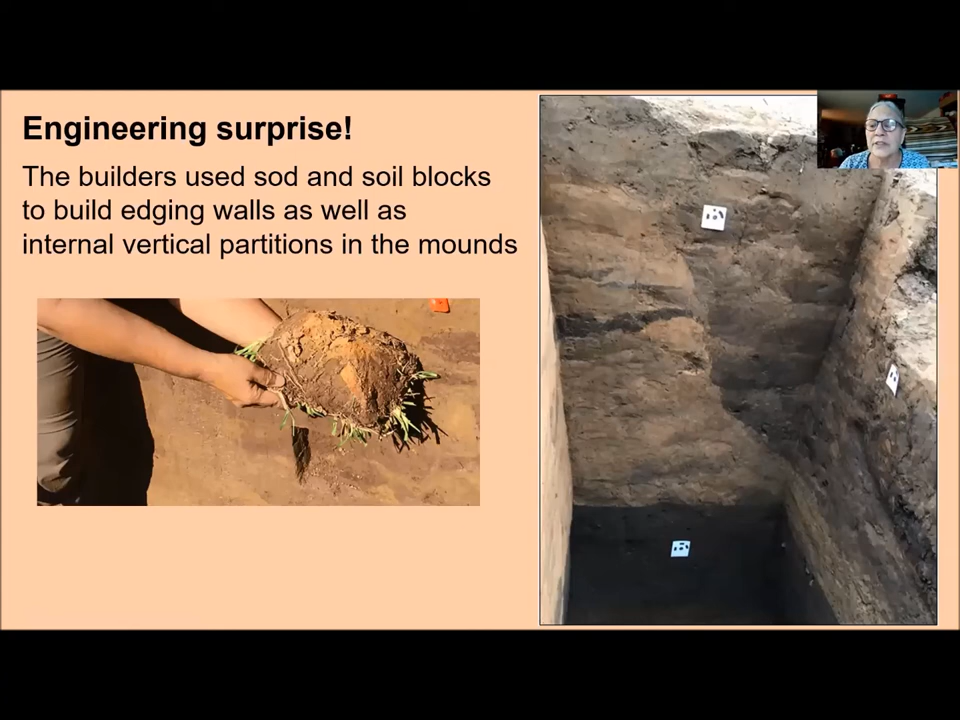 Engineering surprise!
The builders used sod and soil blocks
to build edging walls as well as
internal vertical partitions in the mounds